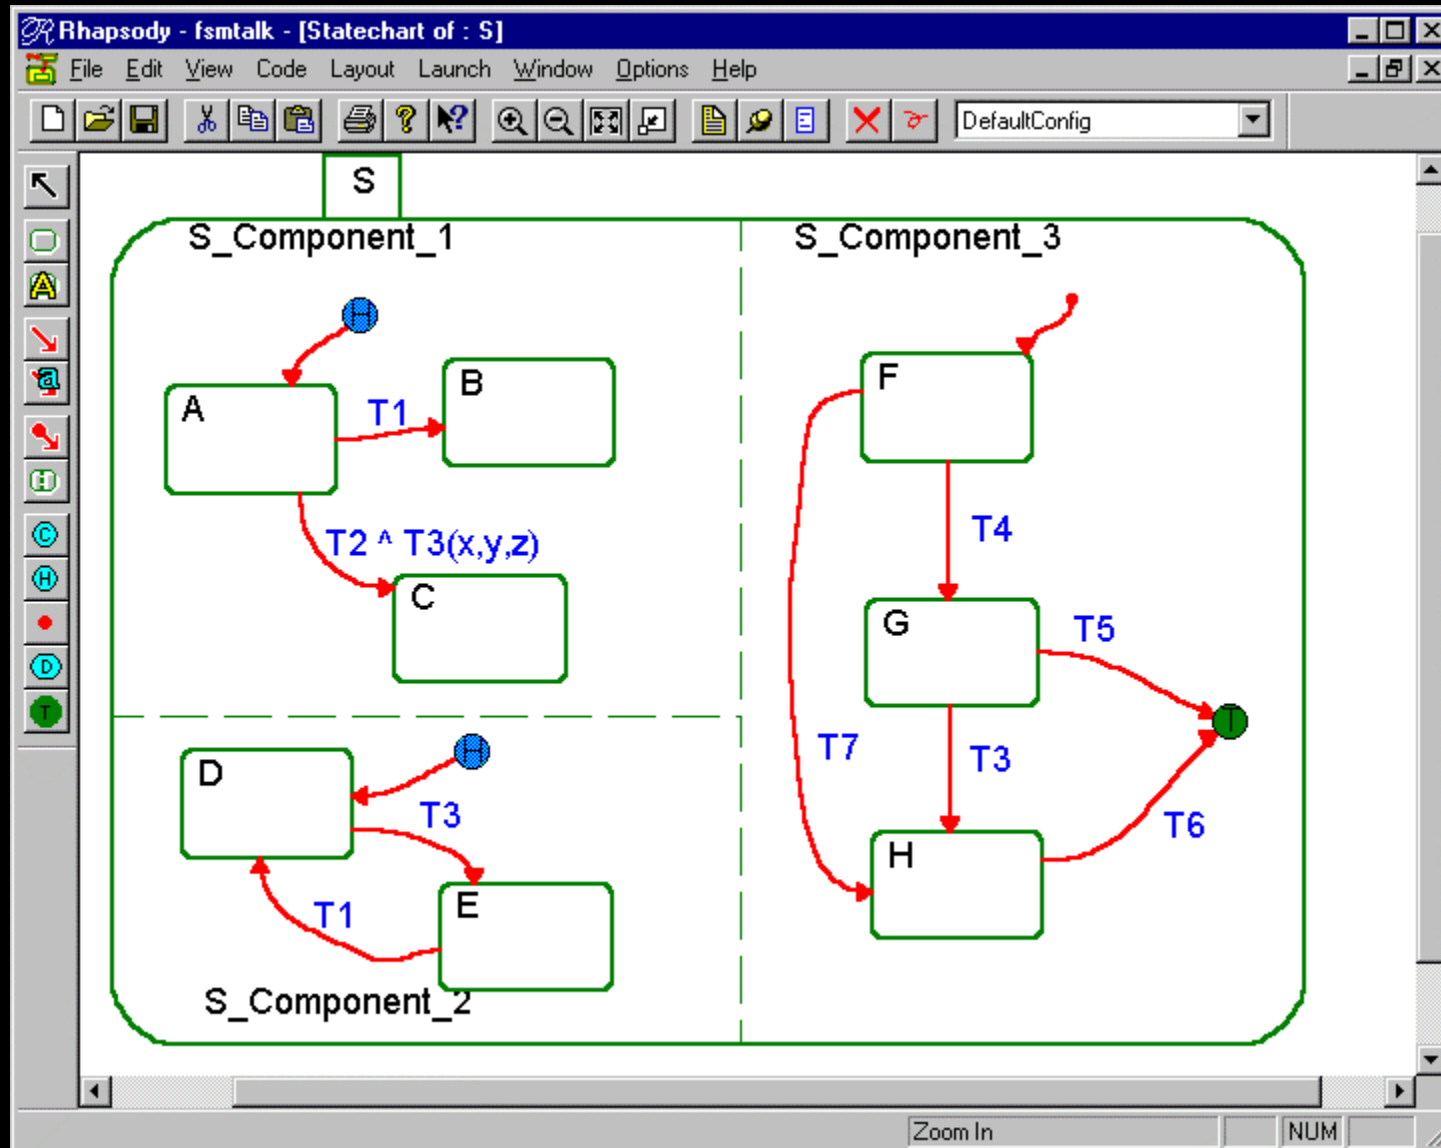 Rhapsody - fsmtalk - [Statechart of : S]
File Edit View Code Layout Launch Window Options Help
DefaultConfig
S
S_Component_1
S_Component_3
H
A
T1
B
T2 ^ T3(x,y,z)
C
F
T4
G
T5
T
T7
T3
H
T6
H
D
T3
T1
E
S_Component_2
A
a
H
C
H
D
T
Zoom In
NUM